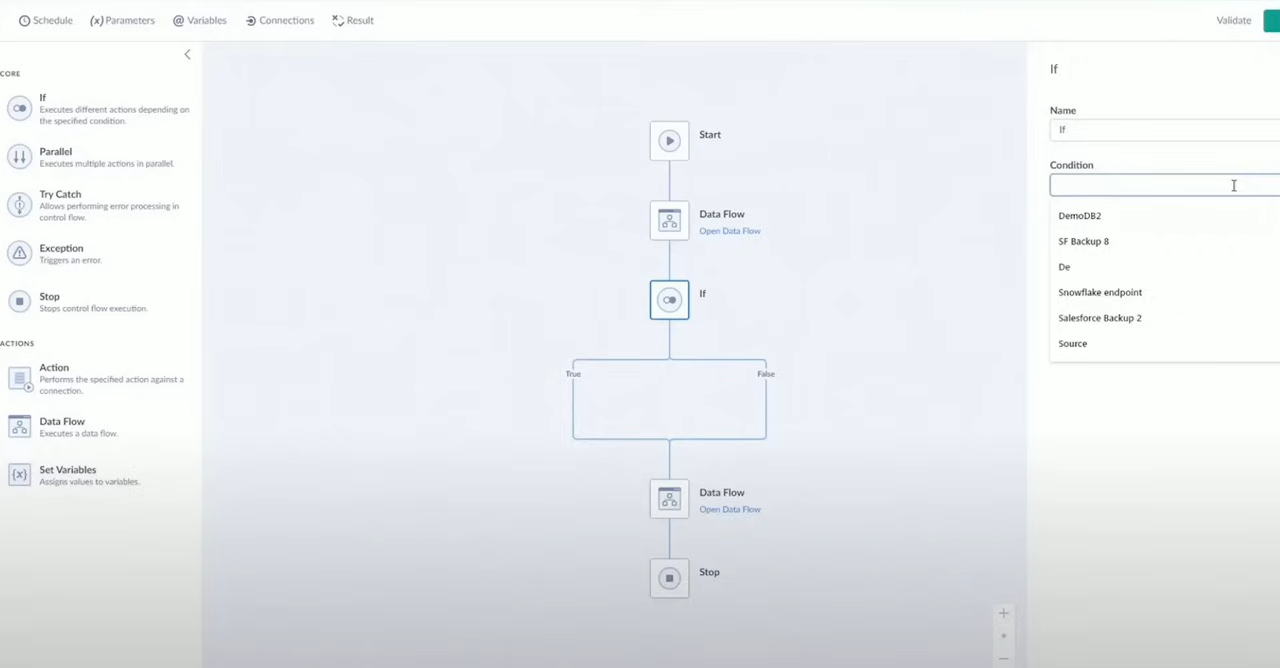 Schedule
(x) Parameters
@ Variables
Connections
Result
Validate
CORE
If
Executes different actions depending on
the specified condition.
Parallel
Executes multiple actions in parallel.
Try Catch
Allows performing error processing in
control flow.
Exception
Triggers an error.
Stop
Stops control flow execution.
ACTIONS
Action
Performs the specified action against a
connection.
Data Flow
Executes a data flow.
{x}
Set Variables
Assigns values to variables.
Start
Data Flow
Open Data Flow
If
True
False
Data Flow
Open Data Flow
Stop
If
Name
If
Condition
DemoDB2
SF Backup 8
De
Snowflake endpoint
Salesforce Backup 2
Source